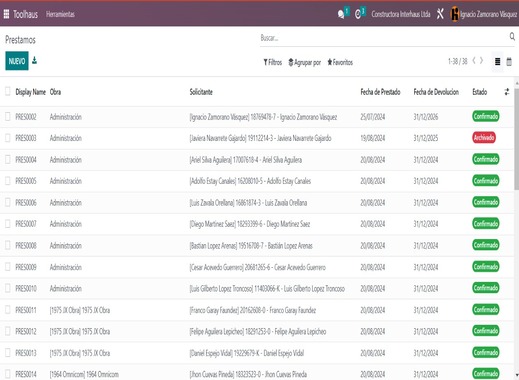 Toolhaus Herramientas 1 1 Constructora Interhaus Ltda Ignacio Zamorano Vásquez
Prestamos Buscar...
NUEVO Filtros Agrupar por Favoritos 1-38 / 38
Display Name Obra Solicitante Fecha de Prestado Fecha de Devolucion Estado
PRES0002 Administración [Ignacio Zamorano Vásquez] 18769478-7 - Ignacio Zamorano Vásquez 25/07/2024 31/12/2026 Confirmado
PRES0003 Administración [Javiera Navarrete Gajardo] 19112214-3 - Javiera Navarrete Gajardo 19/08/2024 31/12/2025 Archivado
PRES0004 Administración [Ariel Silva Aguilera] 17007618-4 - Ariel Silva Aguilera 20/08/2024 31/12/2024 Confirmado
PRES0005 Administración [Adolfo Estay Canales] 16208010-5 - Adolfo Estay Canales 20/08/2024 31/12/2024 Confirmado
PRES0006 Administración [Luis Zavala Orellana] 16861874-3 - Luis Zavala Orellana 20/08/2024 31/12/2024 Confirmado
PRES0007 Administración [Diego Martinez Saez] 18293399-6 - Diego Martinez Saez 20/08/2024 31/12/2024 Confirmado
PRES0008 Administración [Bastian Lopez Arenas] 19516706-7 - Bastián Lopez Arenas 20/08/2024 31/12/2024 Confirmado
PRES0009 Administración [Cesar Acevedo Guerrero] 20681265-6 - Cesar Acevedo Guerrero 20/08/2024 31/12/2024 Confirmado
PRES0010 Administración [Luis Gilberto Lopez Troncoso] 11403066-K - Luis Gilberto Lopez Troncoso 20/08/2024 31/12/2024 Confirmado
PRES0011 [1975 JX Obra] 1975 JX Obra [Franco Garay Faundez] 20162608-0 - Franco Garay Faundez 20/08/2024 31/12/2024 Confirmado
PRES0012 [1975 JX Obra] 1975 JX Obra [Felipe Aguilera Lepicheo] 18291253-0 - Felipe Aguilera Lepicheo 20/08/2024 31/12/2024 Confirmado
PRES0013 [1975 JX Obra] 1975 JX Obra [Daniel Espejo Vidal] 19229679-K - Daniel Espejo Vidal 20/08/2024 31/12/2024 Confirmado
PRES0014 [1964 Omnicom] 1964 Omnicom [Jhon Cuevas Pineda] 18323523-0 - Jhon Cuevas Pineda 20/08/2024 31/12/2024 Confirmado